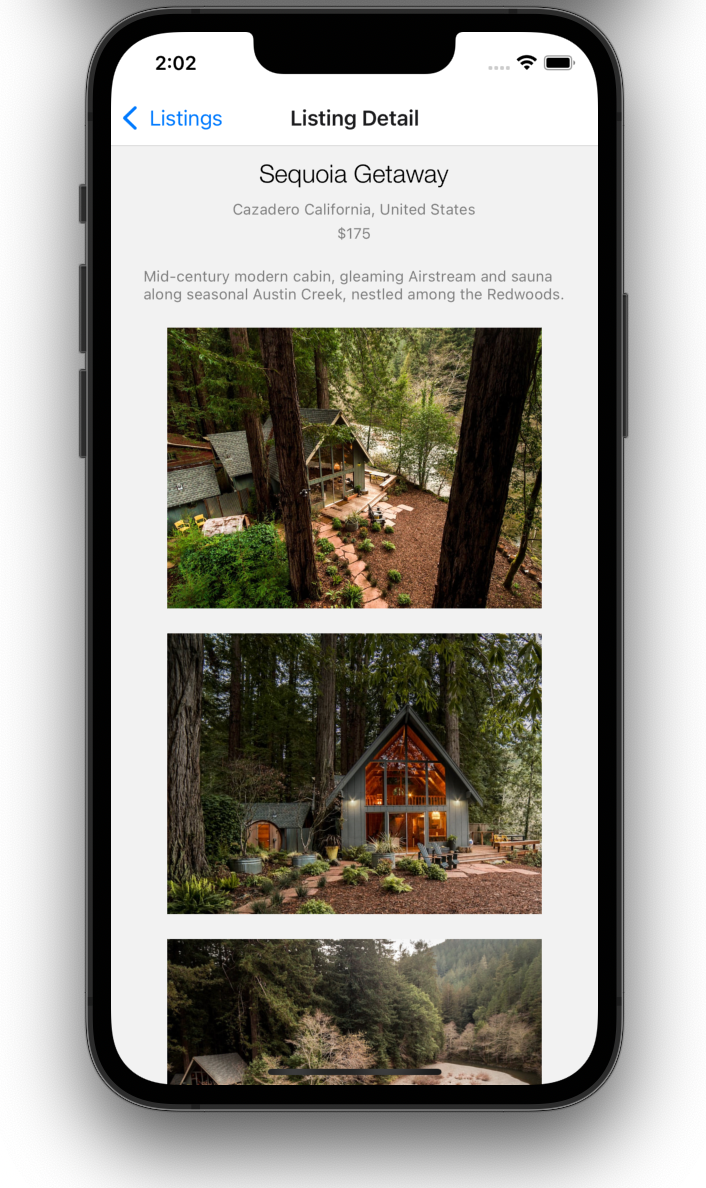 2:02
Listings
Listing Detail
Sequoia Getaway
Cazadero California, United States
$175
Mid-century modern cabin, gleaming Airstream and sauna
along seasonal Austin Creek, nestled among the Redwoods.